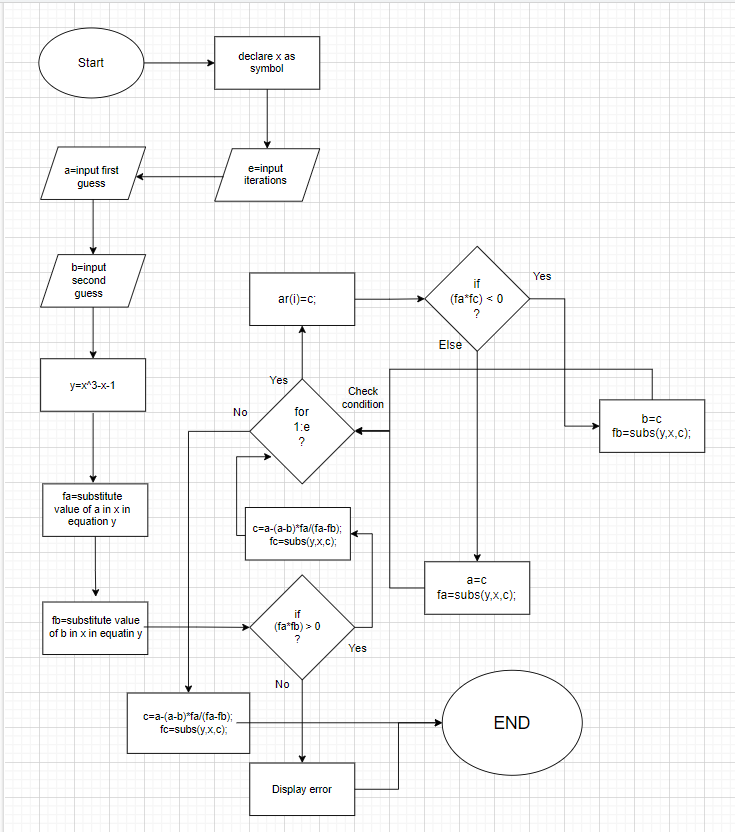 Start
declare x as
symbol
e=input
iterations
a=input first
guess
b=input
second
guess
y=x^3-x-1
fa=substitute
value of a in x in
equation y
fb=substitute value
of b in x in equatin y
if
(fa*fb) > 0
?
Yes
No
c=a-(a-b)*fa/(fa-fb);
fc=subs(y,x,c);
for
1:e
?
Yes
No
Check
condition
ar(i)=c;
if
(fa*fc) < 0
?
Yes
Else
b=c
fb=subs(y,x,c);
a=c
fa=subs(y,x,c);
c=a-(a-b)*fa/(fa-fb);
fc=subs(y,x,c);
Display error
END